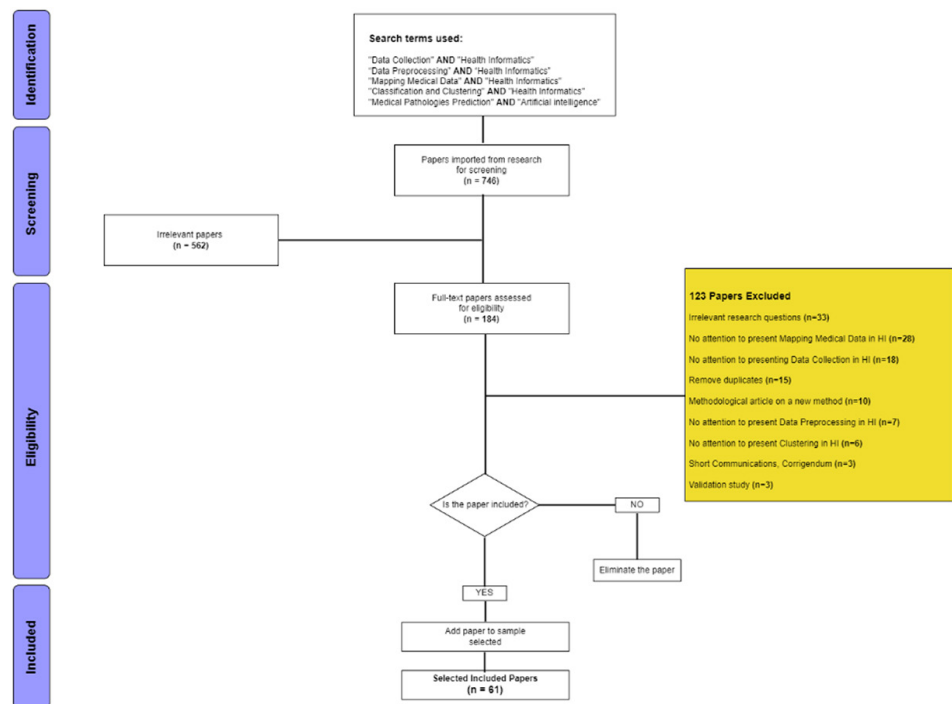 Identification
Search terms used:
"Data Collection" AND "Health Informatics"
"Data Preprocessing" AND "Health Informatics"
"Mapping Medical Data" AND "Health Informatics"
"Classification and Clustering" AND "Health Informatics"
"Medical Pathologies Prediction" AND "Artificial intelligence"
Screening
Papers imported from research
for screening
(n = 746)
Irrelevant papers
(n = 562)
Eligibility
Full-text papers assessed
for eligibility
(n = 184)
123 Papers Excluded
Irrelevant research questions (n=33)
No attention to present Mapping Medical Data in HI (n=28)
No attention to presenting Data Collection in HI (n=18)
Remove duplicates (n=15)
Methodological article on a new method (n=10)
No attention to present Data Preprocessing in HI (n=7)
No attention to present Clustering in HI (n=6)
Short Communications, Corrigendum (n=3)
Validation study (n=3)
Is the paper included?
NO
Eliminate the paper
YES
Included
Add paper to sample
selected
Selected Included Papers
(n = 61)